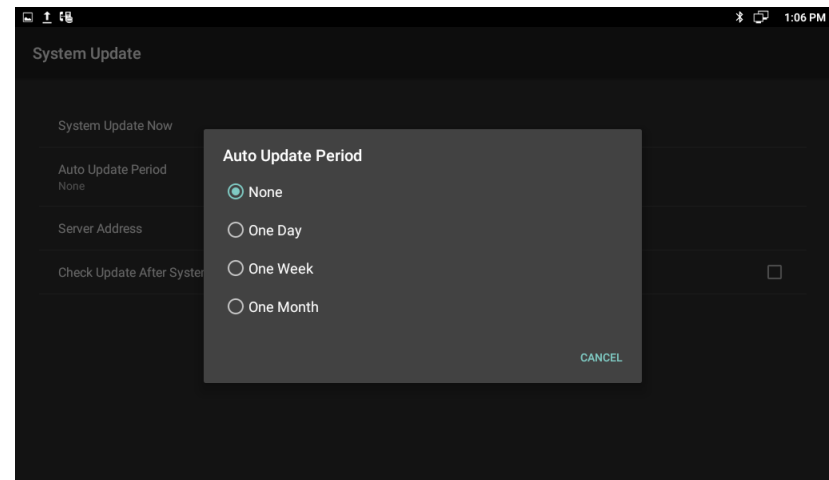 1:06 PM
System Update
System Update Now
Auto Update Period
None
Server Address
Check Update After Syster
Auto Update Period
None
One Day
One Week
One Month
CANCEL